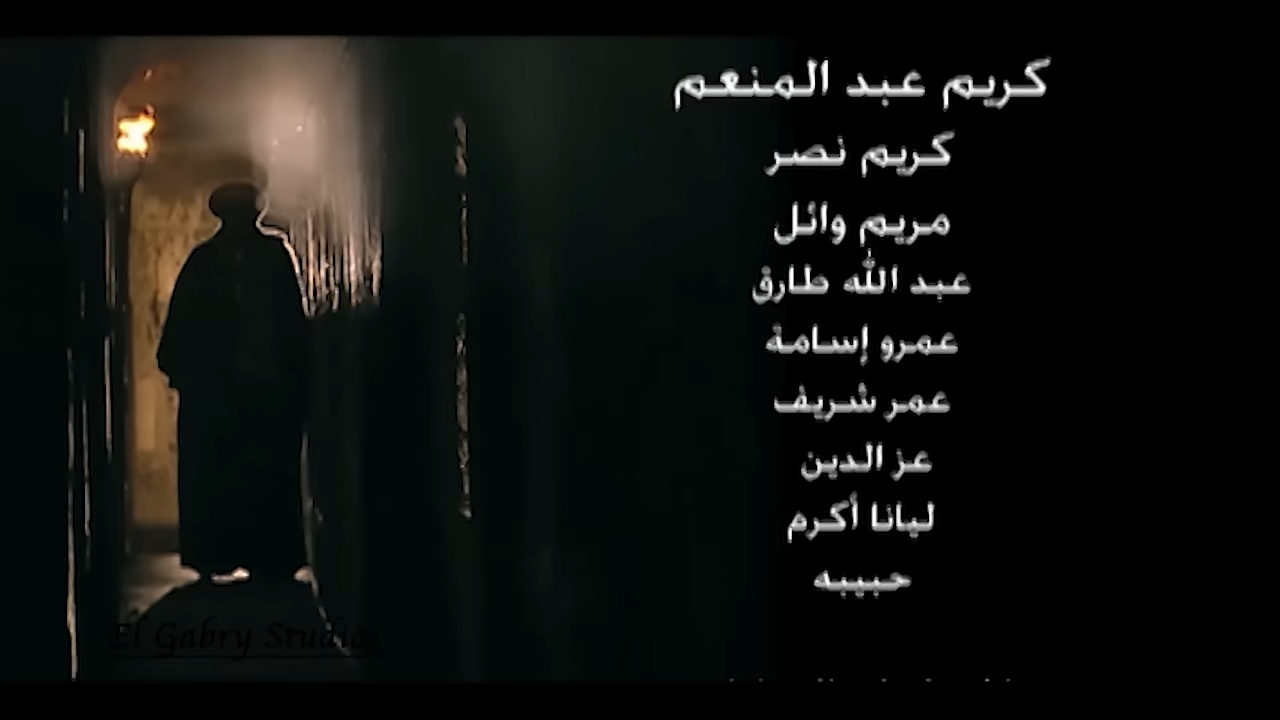 كريم عبد المنعم
كريم نصر
مريم وائل
عبد الله طارق
عمرو إسامة
عمر شريف
عز الدين
ليانا أكرم
حبيبه
El Gabry Studios